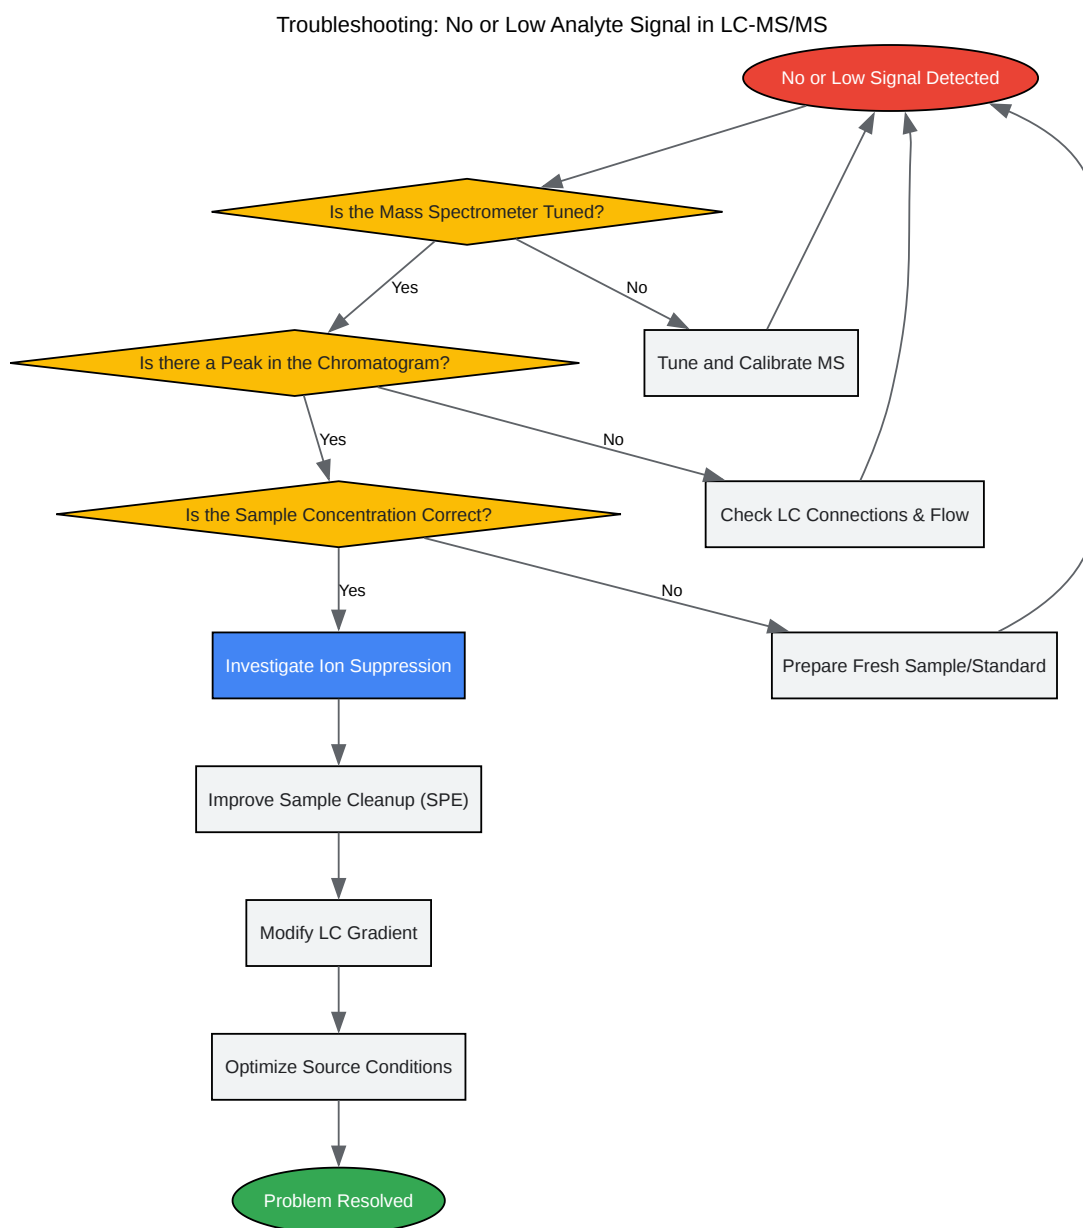 Troubleshooting: No or Low Analyte Signal in LC-MS/MS
No or Low Signal Detected
Is the Mass Spectrometer Tuned?
Yes
No
Is there a Peak in the Chromatogram?
Tune and Calibrate MS
Yes
No
Is the Sample Concentration Correct?
Check LC Connections & Flow
Yes
No
Investigate Ion Suppression
Prepare Fresh Sample/Standard
Improve Sample Cleanup (SPE)
Modify LC Gradient
Optimize Source Conditions
Problem Resolved